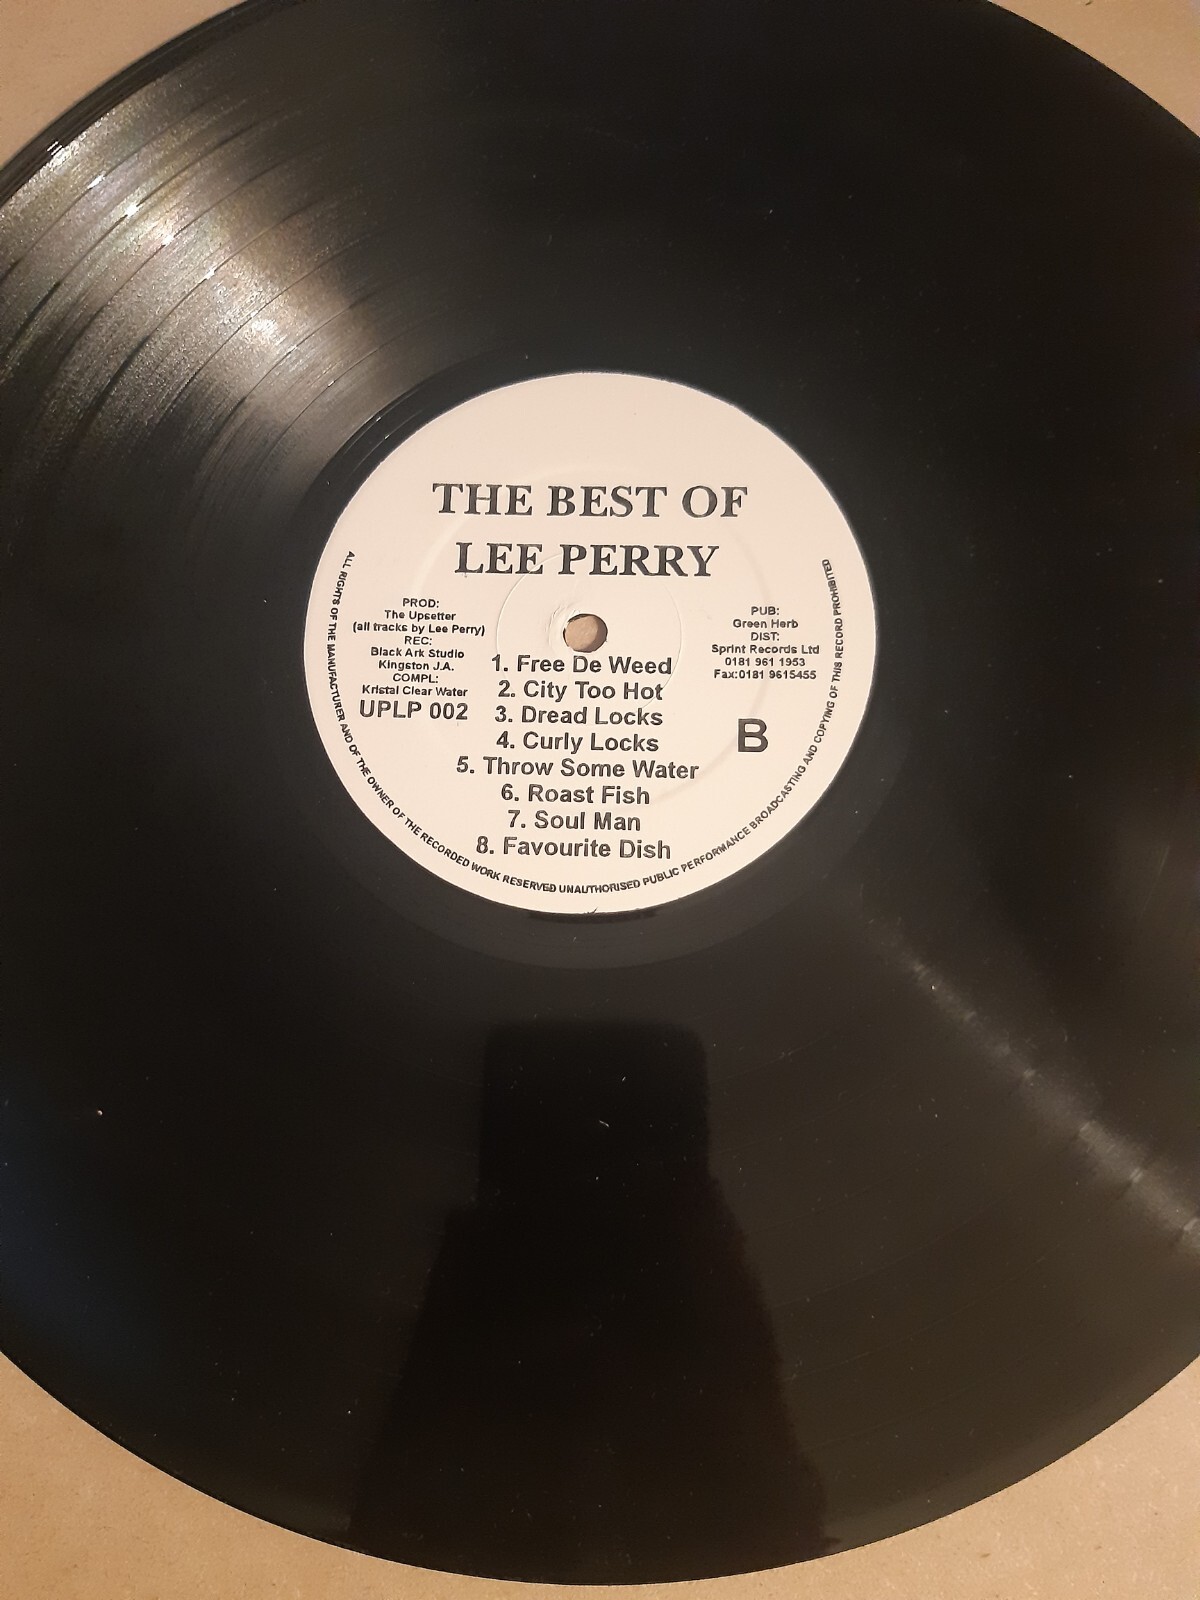 THE BEST OF
LEE PERRY
PROD:
The Upsetter
(all tracks by Lee Perry)
REC:
Black Ark Studio
Kingston J.A.
COMPL:
Kristal Clear Water
UPLP 002
PUB:
Green Herb
DIST:
Sprint Records Ltd
0181 961 1953
Fax:0181 9615455
B
1. Free De Weed
2. City Too Hot
3. Dread Locks
4. Curly Locks
5. Throw Some Water
6. Roast Fish
7. Soul Man
8. Favourite Dish
ALL RIGHTS OF THE MANUFACTURER AND OF THE OWNER OF THE RECORDED WORK RESERVED UNAUTHORISED PUBLIC PERFORMANCE BROADCASTING AND COPYING OF THIS RECORD PROHIBITED